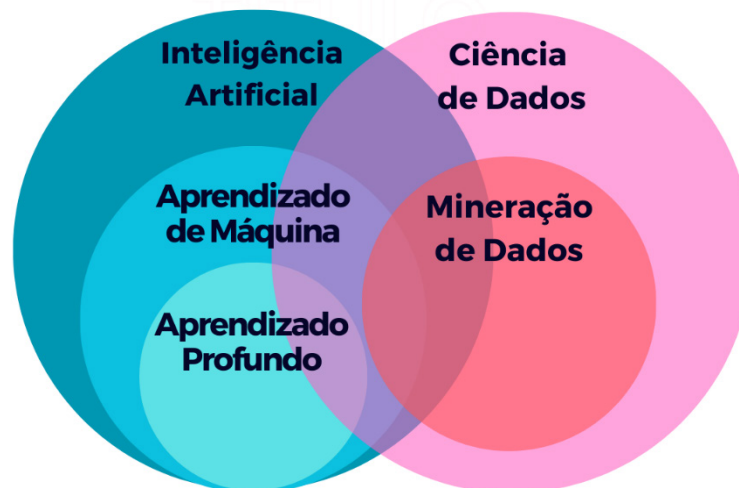 Inteligência
Artificial
Ciência
de Dados
Aprendizado
de Máquina
Mineração
de Dados
Aprendizado
Profundo